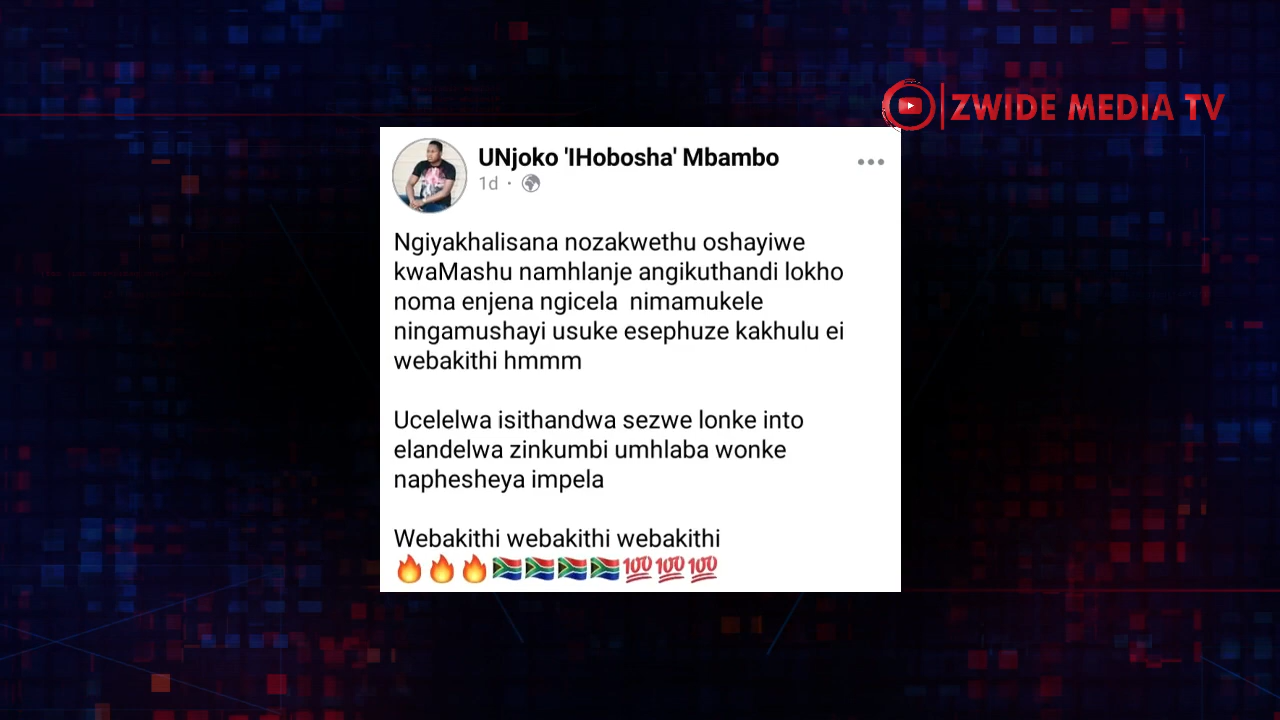 ZWIDE MEDIA TV
UNjoko 'IHobosha' Mbambo
1d ·
Ngiyakhalisana nozakwethu oshayiwe
kwaMashu namhlanje angikuthandi lokho
noma enjena ngicela  nimamukele
ningamushayi usuke esephuze kakhulu ei
webakithi hmmm
Ucelelwa isithandwa sezwe lonke into
elandelwa zinkumbi umhlaba wonke
naphesheya impela
Webakithi webakithi webakithi
🔥🔥🔥🇿🇦🇿🇦🇿🇦🇿🇦💯💯💯